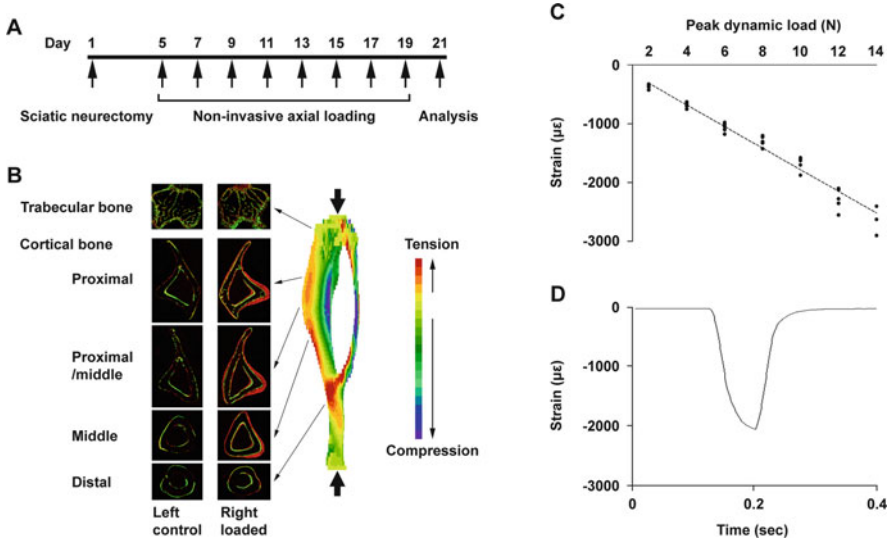 A
Day 1 5 7 9 11 13 15 17 19 21
Sciatic neurectomy Non-invasive axial loading Analysis
B
Trabecular bone
Cortical bone
Proximal
Proximal
/middle
Middle
Distal
Left
control
Right
loaded
Tension
Compression
C
Peak dynamic load (N)
2 4 6 8 10 12 14
0
-1000
-2000
-3000
Strain (με)
D
0
-1000
-2000
-3000
Strain (με)
0 0.2 0.4
Time (sec)